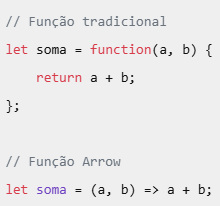 // Função tradicional
let soma = function(a, b) {
    return a + b;
};

// Função Arrow
let soma = (a, b) => a + b;